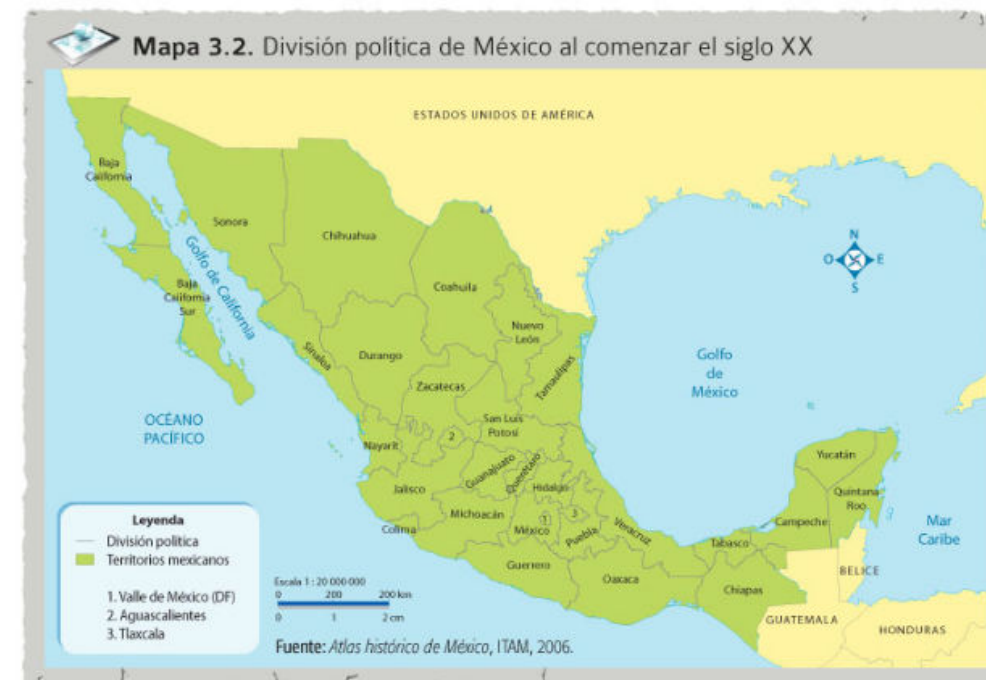 Mapa 3.2. División política de México al comenzar el siglo XX
ESTADOS UNIDOS DE AMÉRICA
Baja
California
Sonora
Chihuahua
Golfo de California
Baja
California
Sur
Coahuila
Nuevo
León
Sinaloa
Durango
Tamaulipas
Zacatecas
San Luis
Potosí
Golfo
de
México
N
O
E
S
OCÉANO
PACÍFICO
Nayarit
2
Guanajuato
Querétaro
Hidalgo
Jalisco
Michoacán
Colima
México
1
3
Puebla
Veracruz
Guerrero
Oaxaca
Tabasco
Chiapas
Yucatán
Quintana
Roo
Campeche
Mar
Caribe
BELICE
GUATEMALA
HONDURAS
Leyenda
División política
Territorios mexicanos
1. Valle de México (DF)
2. Aguascalientes
3. Tlaxcala
Escala 1 : 20 000 000
0 200 200 km
0 1 2 cm
Fuente: Atlas histórico de México, ITAM, 2006.